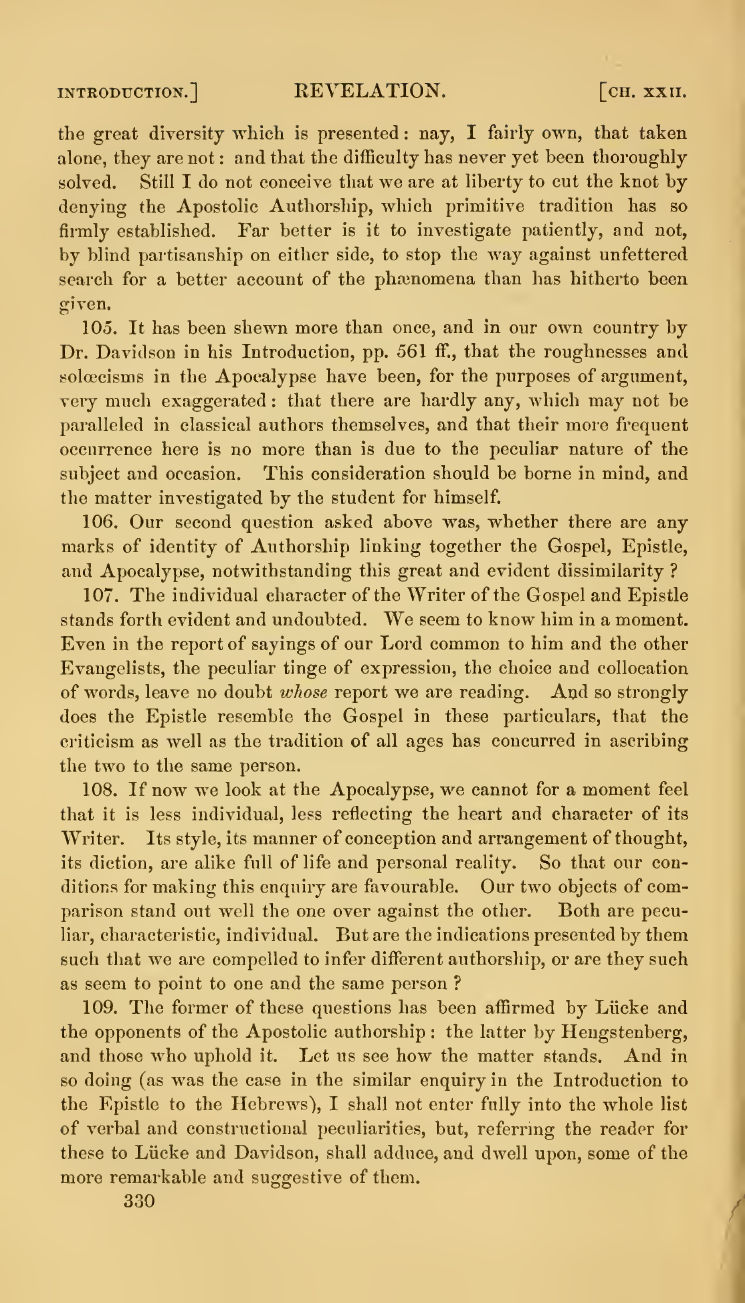 INTRODUCTION.] REVELATION. [CH. XXII.
the great diversity which is presented: nay, I fairly own, that taken
alone, they are not: and that the difficulty has never yet been thoroughly
solved. Still I do not conceive that we are at liberty to cut the knot by
denying the Apostolic Authorship, which primitive tradition has so
firmly established. Far better is it to investigate patiently, and not,
by blind partisanship on either side, to stop the way against unfettered
search for a better account of the phænomena than has hitherto been
given.
105. It has been shewn more than once, and in our own country by
Dr. Davidson in his Introduction, pp. 561 ff., that the roughnesses and
solœcisms in the Apocalypse have been, for the purposes of argument,
very much exaggerated: that there are hardly any, which may not be
paralleled in classical authors themselves, and that their more frequent
occurrence here is no more than is due to the peculiar nature of the
subject and occasion. This consideration should be borne in mind, and
the matter investigated by the student for himself.
106. Our second question asked above was, whether there are any
marks of identity of Authorship linking together the Gospel, Epistle,
and Apocalypse, notwithstanding this great and evident dissimilarity?
107. The individual character of the Writer of the Gospel and Epistle
stands forth evident and undoubted. We seem to know him in a moment.
Even in the report of sayings of our Lord common to him and the other
Evangelists, the peculiar tinge of expression, the choice and collocation
of words, leave no doubt whose report we are reading. And so strongly
does the Epistle resemble the Gospel in these particulars, that the
criticism as well as the tradition of all ages has concurred in ascribing
the two to the same person.
108. If now we look at the Apocalypse, we cannot for a moment feel
that it is less individual, less reflecting the heart and character of its
Writer. Its style, its manner of conception and arrangement of thought,
its diction, are alike full of life and personal reality. So that our con-
ditions for making this enquiry are favourable. Our two objects of com-
parison stand out well the one over against the other. Both are pecu-
liar, characteristic, individual. But are the indications presented by them
such that we are compelled to infer different authorship, or are they such
as seem to point to one and the same person?
109. The former of these questions has been affirmed by Lücke and
the opponents of the Apostolic authorship: the latter by Hengstenberg,
and those who uphold it. Let us see how the matter stands. And in
so doing (as was the case in the similar enquiry in the Introduction to
the Epistle to the Hebrews), I shall not enter fully into the whole list
of verbal and constructional peculiarities, but, referring the reader for
these to Lücke and Davidson, shall adduce, and dwell upon, some of the
more remarkable and suggestive of them.
330